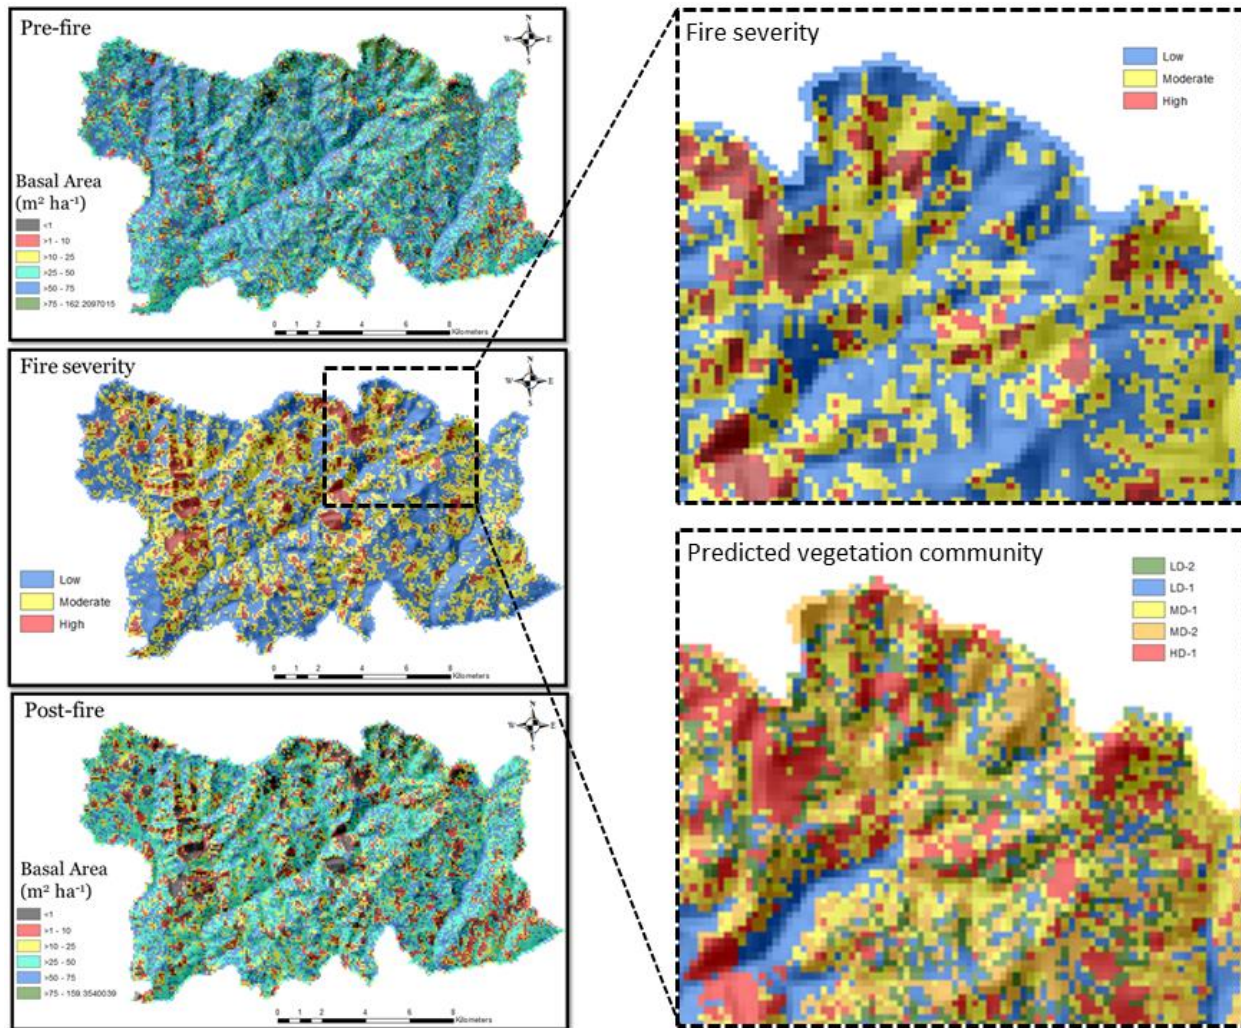 Pre-fire
N
W E
S
Basal Area
(m² ha⁻¹)
<1
>1 - 10
>10 - 25
>25 - 50
>50 - 75
>75 - 162.2097015
0 1 2 4 6 8
Kilometers
Fire severity
N
W E
S
Low
Moderate
High
0 1 2 4 6 8
Kilometers
Post-fire
N
W E
S
Basal Area
(m² ha⁻¹)
<1
>1 - 10
>10 - 25
>25 - 50
>50 - 75
>75 - 159.3540039
0 1 2 4 6 8
Kilometers
Fire severity
Low
Moderate
High
Predicted vegetation community
LD-2
LD-1
MD-1
MD-2
HD-1